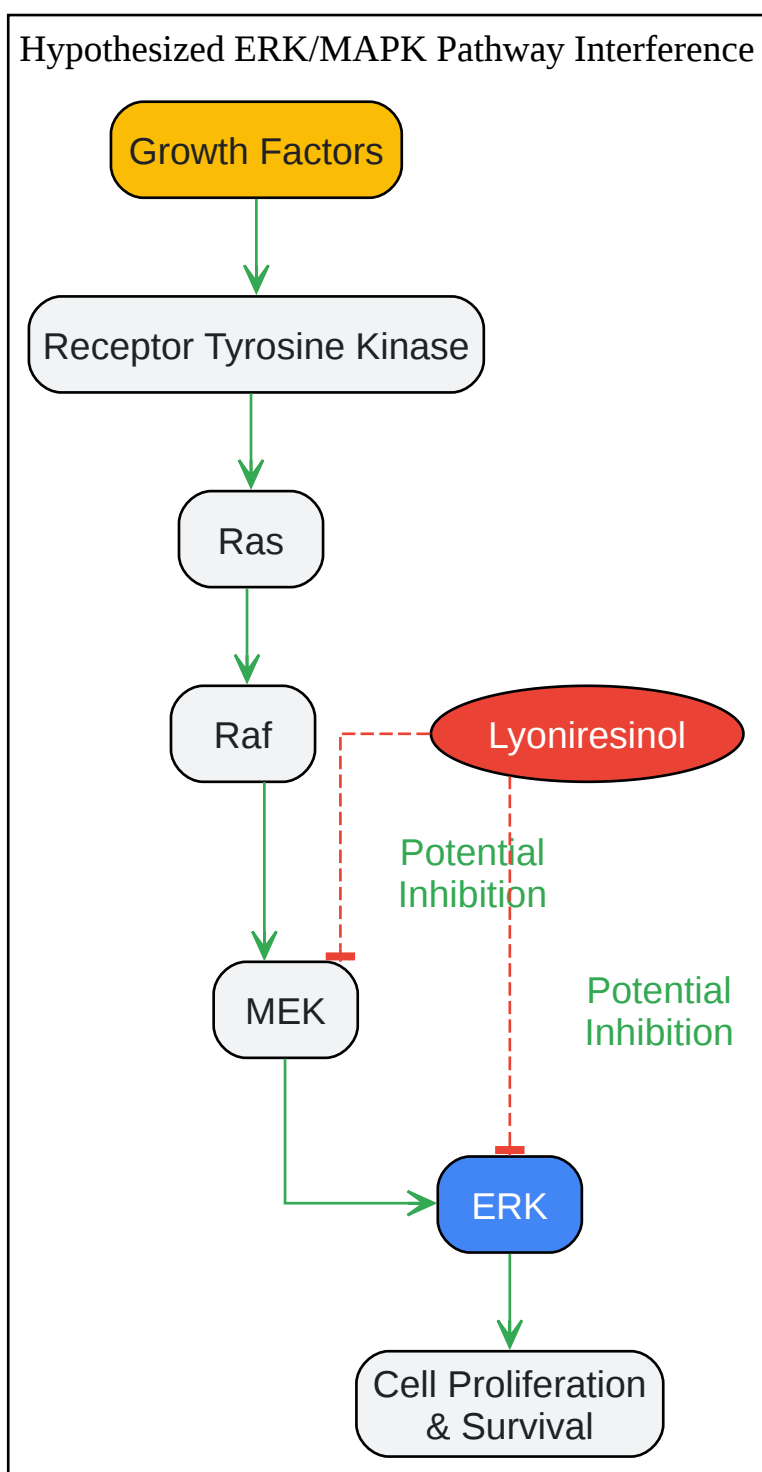 Hypothesized ERK/MAPK Pathway Interference
Growth Factors
Receptor Tyrosine Kinase
Ras
Raf
Lyoniresinol
Potential
Inhibition
MEK
Potential
Inhibition
ERK
Cell Proliferation
& Survival